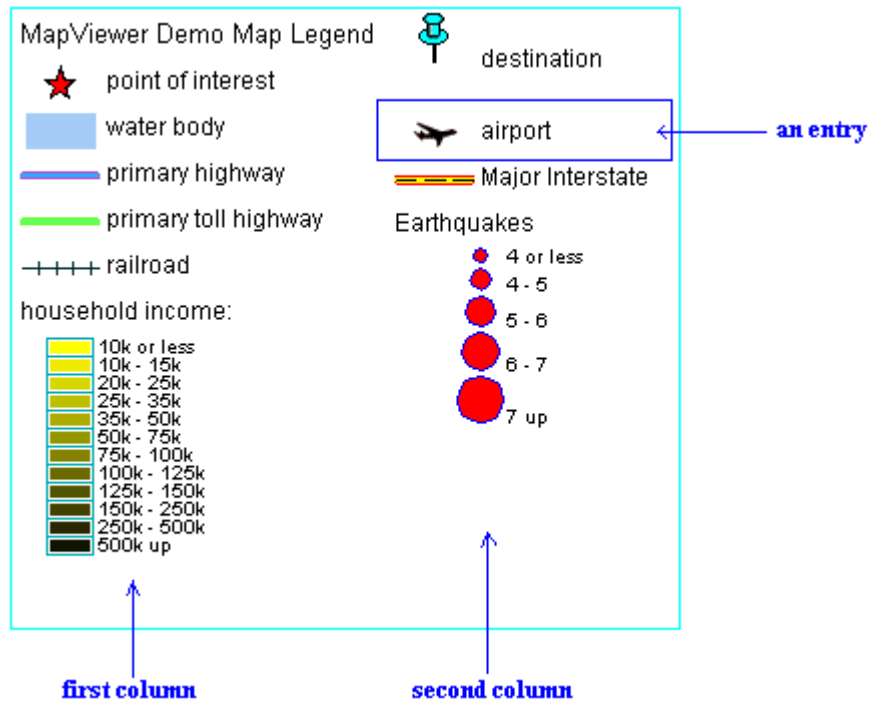 MapViewer Demo Map Legend
point of interest
water body
primary highway
primary toll highway
railroad
household income:
10k or less
10k - 15k
20k - 25k
25k - 35k
35k - 50k
50k - 75k
75k - 100k
100k - 125k
125k - 150k
150k - 250k
250k - 500k
500k up
destination
airport
an entry
Major Interstate
Earthquakes
4 or less
4 - 5
5 - 6
6 - 7
7 up
first column
second column